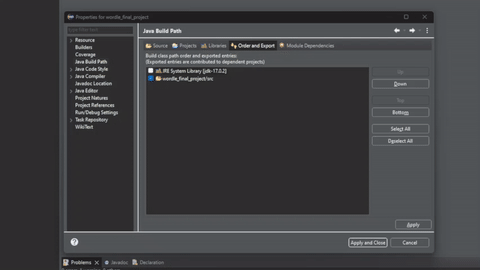 Properties for wordle_final_project
Java Build Path
Resource
Builders
Coverage
Java Build Path
Java Code Style
Java Compiler
Javadoc Location
Java Editor
Project Natures
Project References
Run/Debug Settings
Task Repository
WikiText
Source Projects Libraries Order and Export Module Dependencies
Build class path order and exported entries:
(Exported entries are contributed to dependent projects)
JRE System Library [jdk-17.0.2]
wordle_final_project/src
Up
Down
Top
Bottom
Select All
Deselect All
Apply
Apply and Close Cancel
Problems Javadoc Declaration